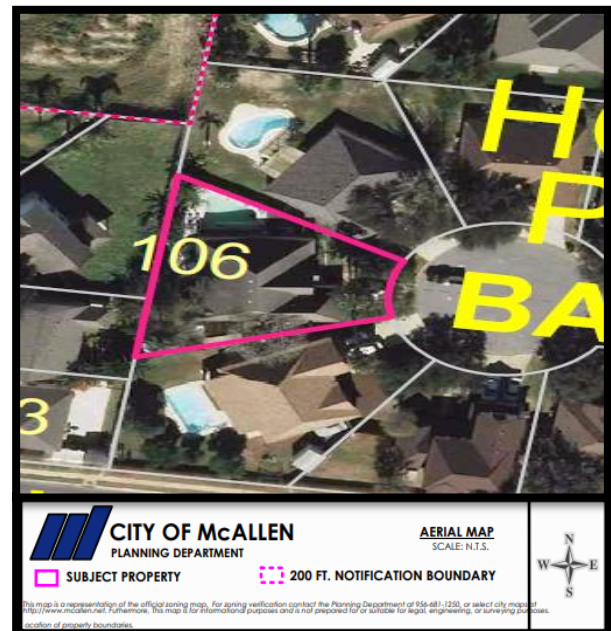 HO
P
106
BA
3
CITY OF McALLEN
PLANNING DEPARTMENT
AERIAL MAP
SCALE: N.T.S.
SUBJECT PROPERTY
200 FT. NOTIFICATION BOUNDARY
N
W
E
S
This map is a representation of the official zoning map. For zoning verification contact the Planning Department at 956-681-1250, or select city maps at
http://www.mcallen.net. Furthermore, This map is for informational purposes and is not prepared for or suitable for legal, engineering, or surveying purposes.
ocation of property boundaries.